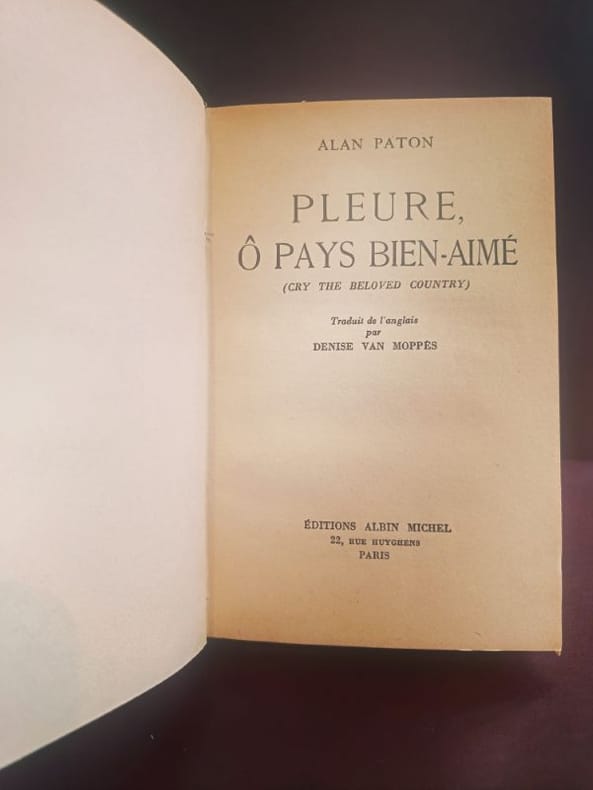 ALAN PATON
PLEURE,
Ô PAYS BIEN-AIMÉ
(CRY THE BELOVED COUNTRY)
Traduit de l'anglais
par
DENISE VAN MOPPÈS
ÉDITIONS ALBIN MICHEL
22, RUE HUYGHENS
PARIS